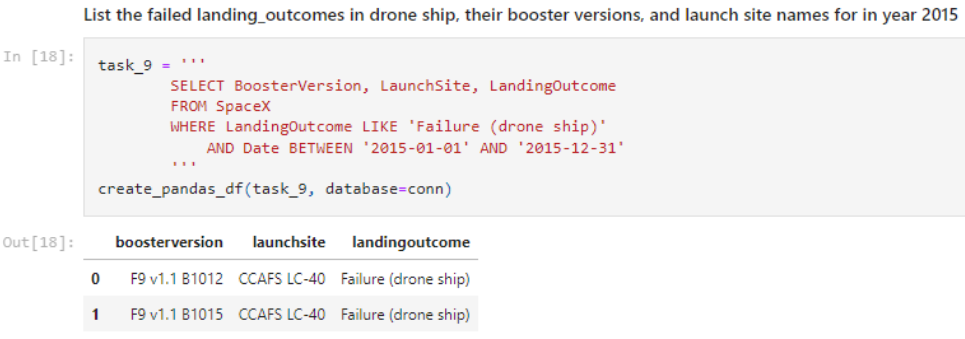 List the failed landing_outcomes in drone ship, their booster versions, and launch site names for in year 2015
In [18]:
task_9 = '''
SELECT BoosterVersion, LaunchSite, LandingOutcome
FROM SpaceX
WHERE LandingOutcome LIKE 'Failure (drone ship)'
AND Date BETWEEN '2015-01-01' AND '2015-12-31'
'''
create_pandas_df(task_9, database=conn)
Out[18]:
boosterversion launchsite landingoutcome
0 F9 v1.1 B1012 CCAFS LC-40 Failure (drone ship)
1 F9 v1.1 B1015 CCAFS LC-40 Failure (drone ship)